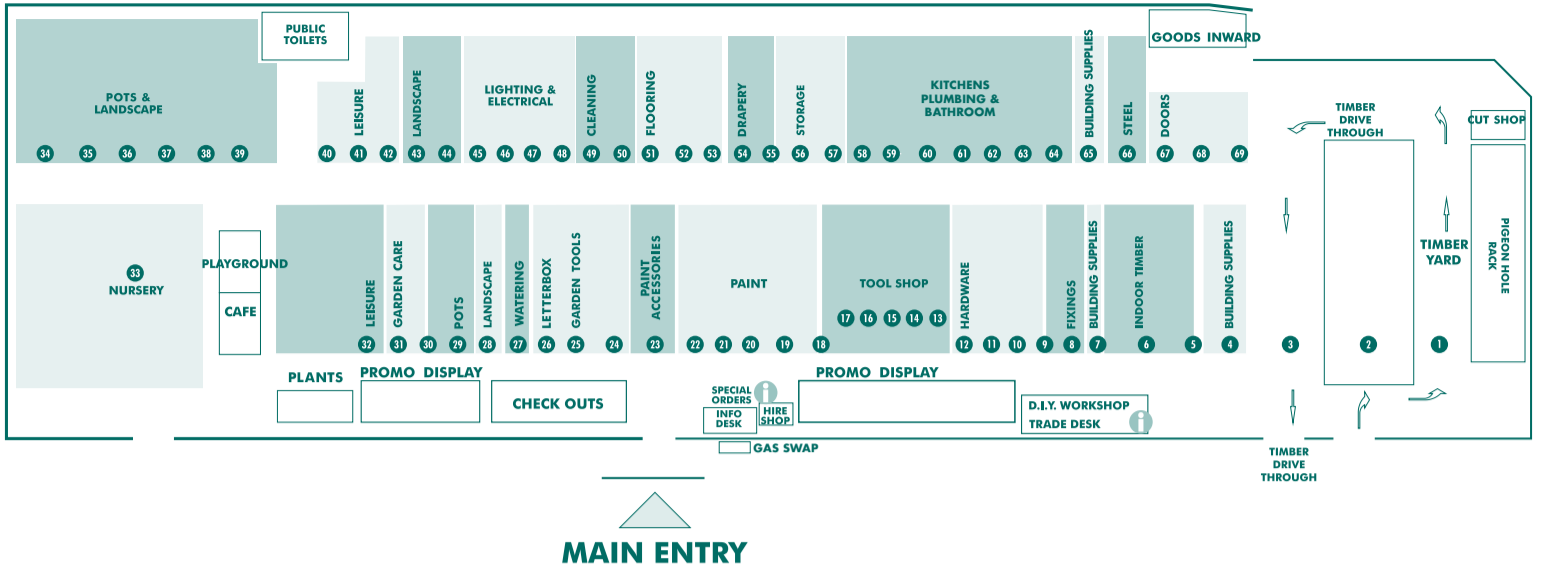 PUBLIC
TOILETS
GOODS INWARD
POTS &
LANDSCAPE
LEISURE
LANDSCAPE
LIGHTING &
ELECTRICAL
CLEANING
FLOORING
DRAPERY
STORAGE
KITCHENS
PLUMBING &
BATHROOM
BUILDING SUPPLIES
STEEL
DOORS
TIMBER
DRIVE
THROUGH
CUT SHOP
34 35 36 37 38 39 40 41 42 43 44 45 46 47 48 49 50 51 52 53 54 55 56 57 58 59 60 61 62 63 64 65 66 67 68 69
33
NURSERY
PLAYGROUND
CAFE
LEISURE
GARDEN CARE
POTS
LANDSCAPE
WATERING
LETTERBOX
GARDEN TOOLS
PAINT
ACCESSORIES
PAINT
TOOL SHOP
17 16 15 14 13
HARDWARE
FIXINGS
BUILDING SUPPLIES
INDOOR TIMBER
BUILDING SUPPLIES
TIMBER
YARD
PIGEON HOLE
RACK
32 31 30 29 28 27 26 25 24 23 22 21 20 19 18 12 11 10 9 8 7 6 5 4 3 2 1
PLANTS
PROMO DISPLAY
CHECK OUTS
SPECIAL
ORDERS
i
INFO
DESK
HIRE
SHOP
PROMO DISPLAY
D.I.Y. WORKSHOP
TRADE DESK
i
GAS SWAP
TIMBER
DRIVE
THROUGH
MAIN ENTRY